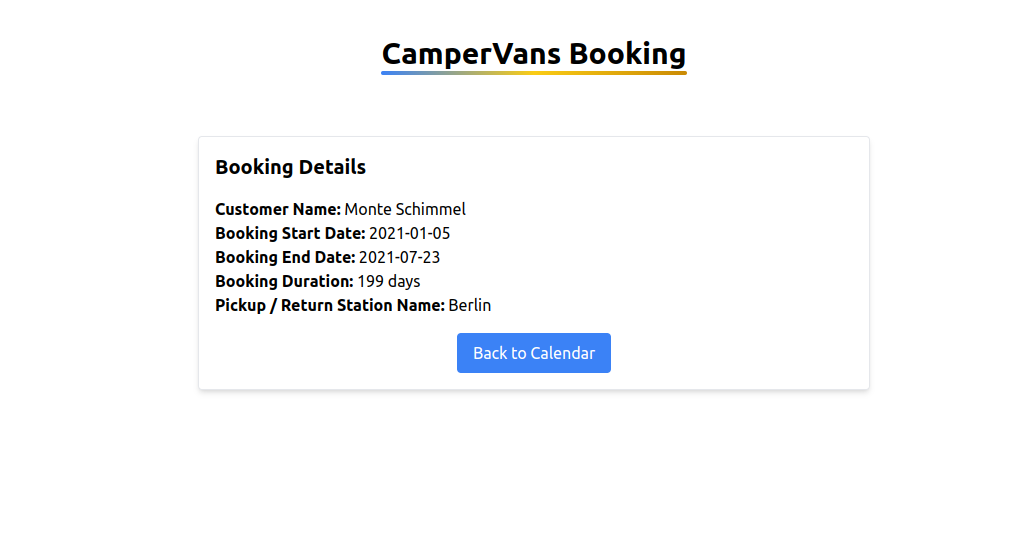 CamperVans Booking
Booking Details
Customer Name: Monte Schimmel
Booking Start Date: 2021-01-05
Booking End Date: 2021-07-23
Booking Duration: 199 days
Pickup / Return Station Name: Berlin
Back to Calendar